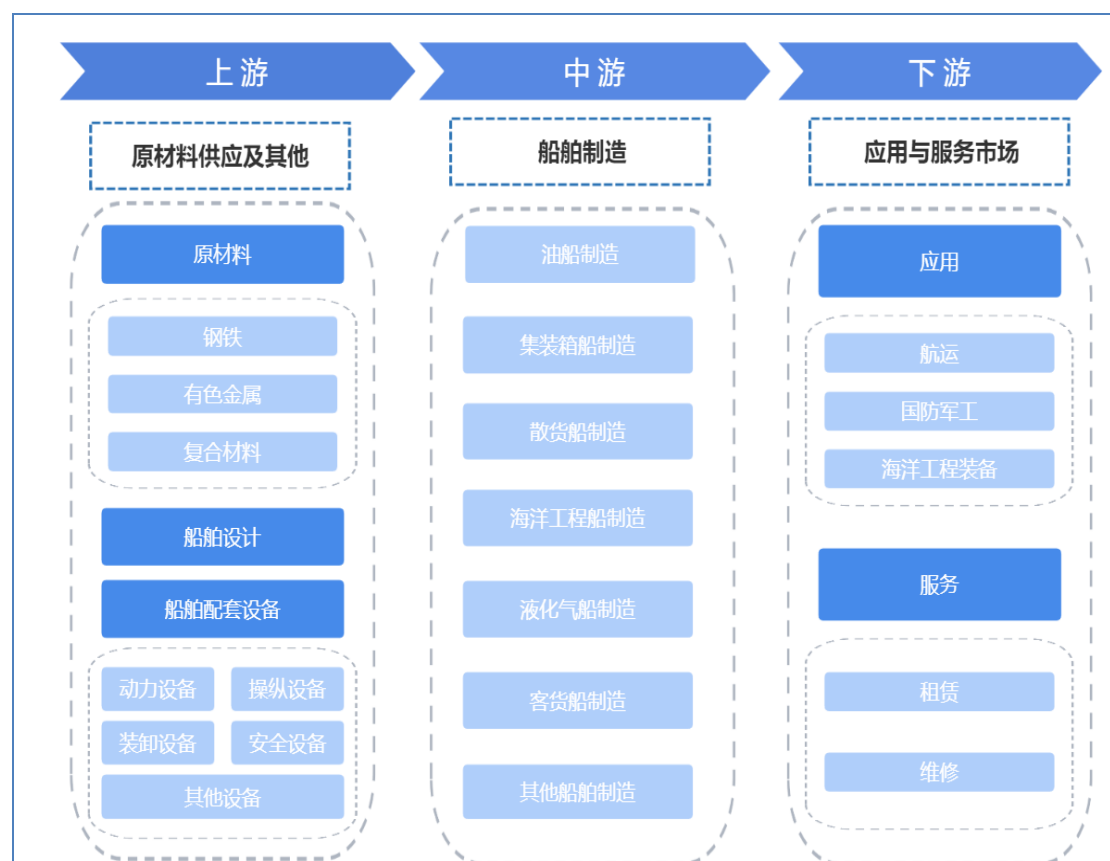 上游
中游
下游
原材料供应及其他
船舶制造
应用与服务市场
原材料
钢铁
有色金属
复合材料
船舶设计
船舶配套设备
动力设备
操纵设备
装卸设备
安全设备
其他设备
油船制造
集装箱船制造
散货船制造
海洋工程船制造
液化气船制造
客货船制造
其他船舶制造
应用
航运
国防军工
海洋工程装备
服务
租赁
维修